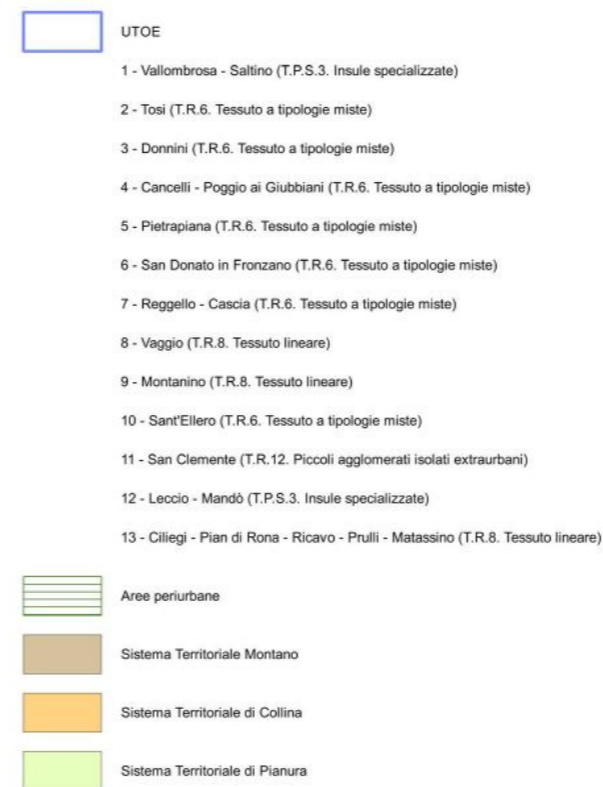 UTOE
1 - Vallombrosa - Saltino (T.P.S.3. Insule specializzate)
2 - Tosi (T.R.6. Tessuto a tipologie miste)
3 - Donnini (T.R.6. Tessuto a tipologie miste)
4 - Cancelli - Poggio ai Giubbiani (T.R.6. Tessuto a tipologie miste)
5 - Pietrapiana (T.R.6. Tessuto a tipologie miste)
6 - San Donato in Fronzano (T.R.6. Tessuto a tipologie miste)
7 - Reggello - Cascia (T.R.6. Tessuto a tipologie miste)
8 - Vaggio (T.R.8. Tessuto lineare)
9 - Montanino (T.R.8. Tessuto lineare)
10 - Sant'Ellero (T.R.6. Tessuto a tipologie miste)
11 - San Clemente (T.R.12. Piccoli agglomerati isolati extraurbani)
12 - Leccio - Mandò (T.P.S.3. Insule specializzate)
13 - Ciliegi - Pian di Rona - Ricavo - Prulli - Matassino (T.R.8. Tessuto lineare)
Aree periurbane
Sistema Territoriale Montano
Sistema Territoriale di Collina
Sistema Territoriale di Pianura